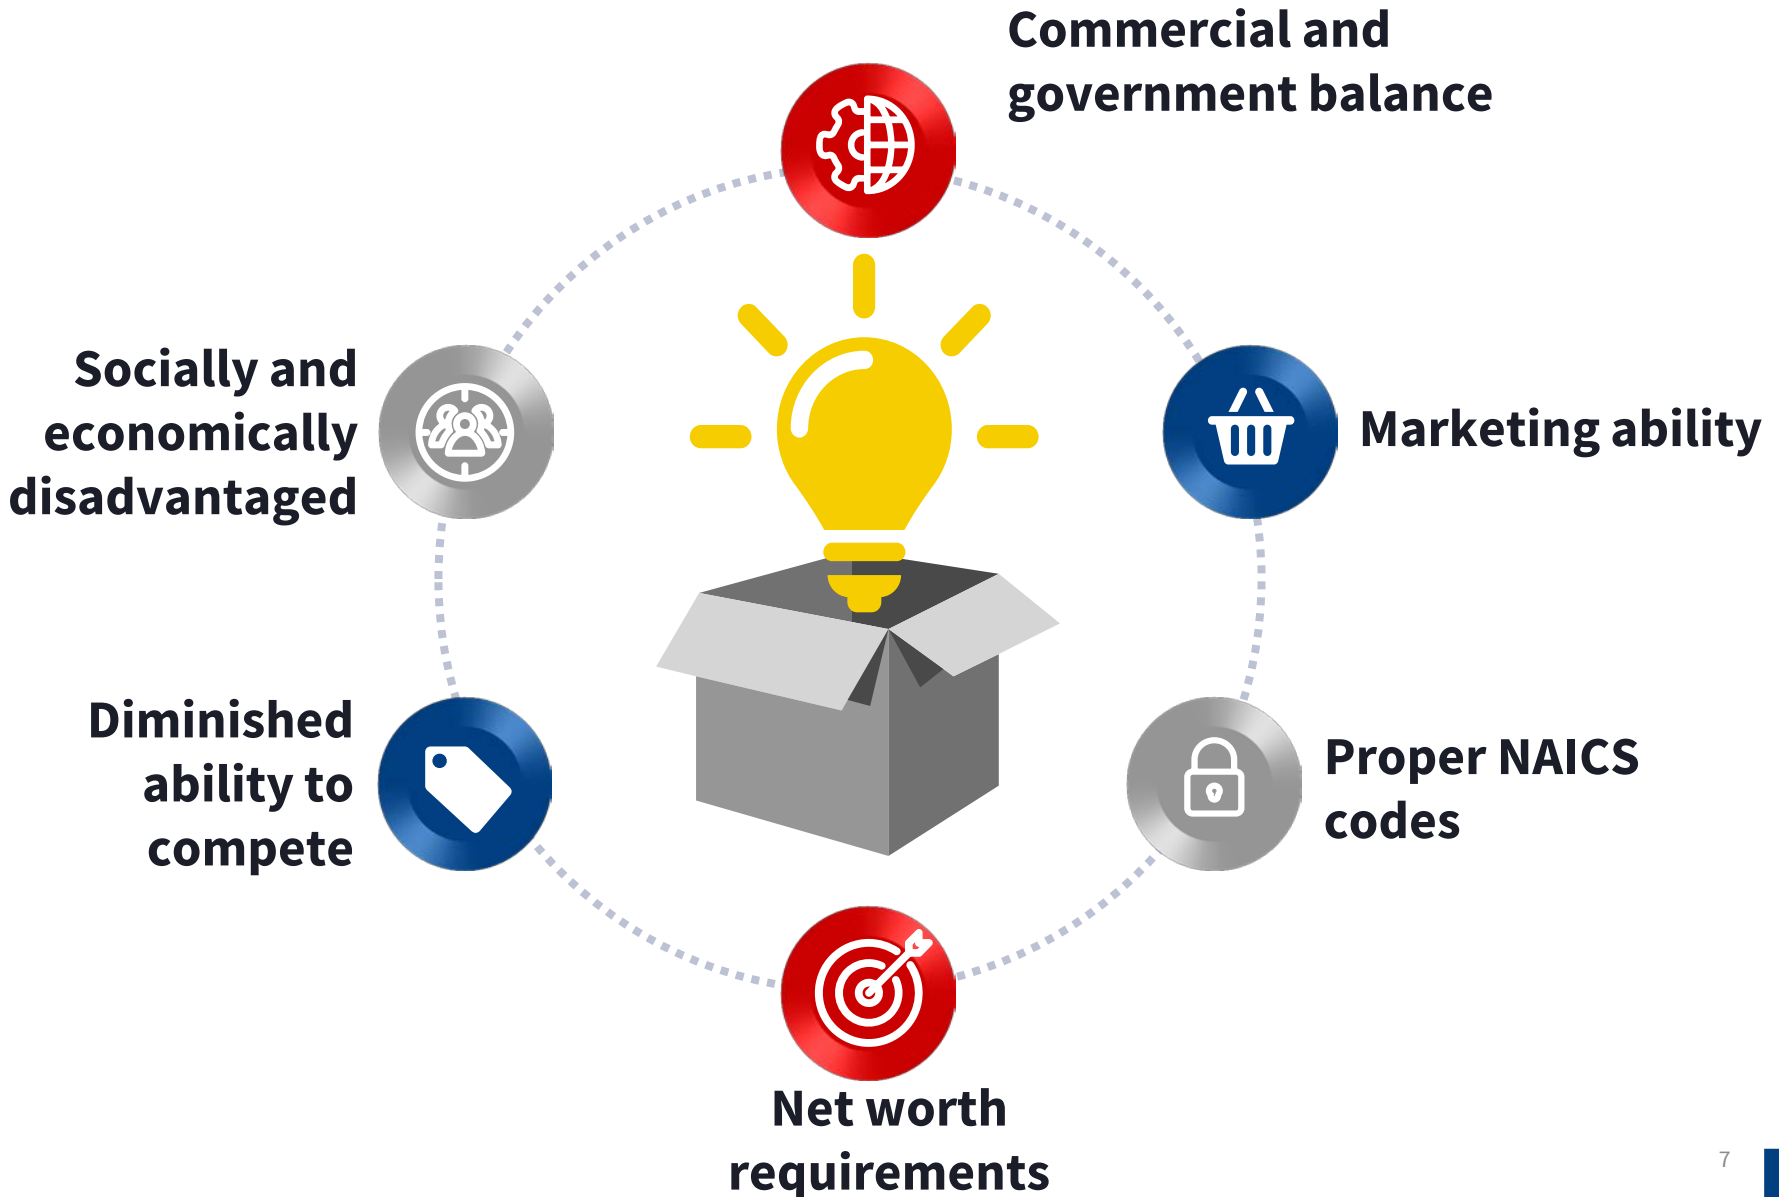 Commercial and
government balance
Socially and
economically
disadvantaged
Marketing ability
Diminished
ability to
compete
Proper NAICS
codes
Net worth
requirements
7